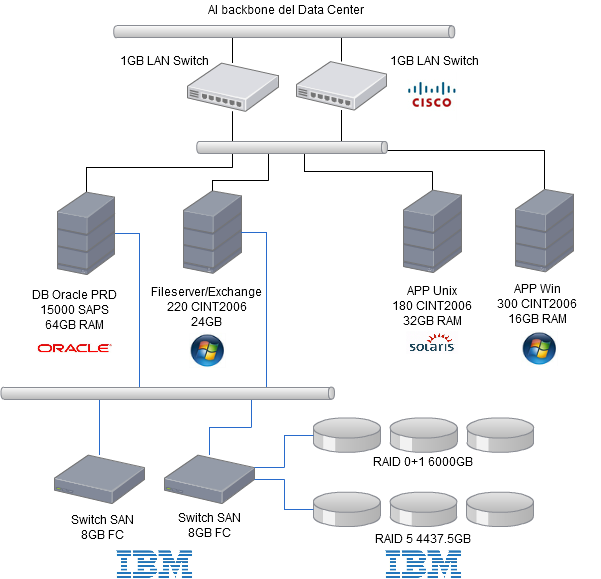 Al backbone del Data Center
1GB LAN Switch
1GB LAN Switch
CISCO
DB Oracle PRD
15000 SAPS
64GB RAM
ORACLE
Fileserver/Exchange
220 CINT2006
24GB
APP Unix
180 CINT2006
32GB RAM
solaris
APP Win
300 CINT2006
16GB RAM
RAID 0+1 6000GB
Switch SAN
8GB FC
Switch SAN
8GB FC
RAID 5 4437.5GB
IBM
IBM